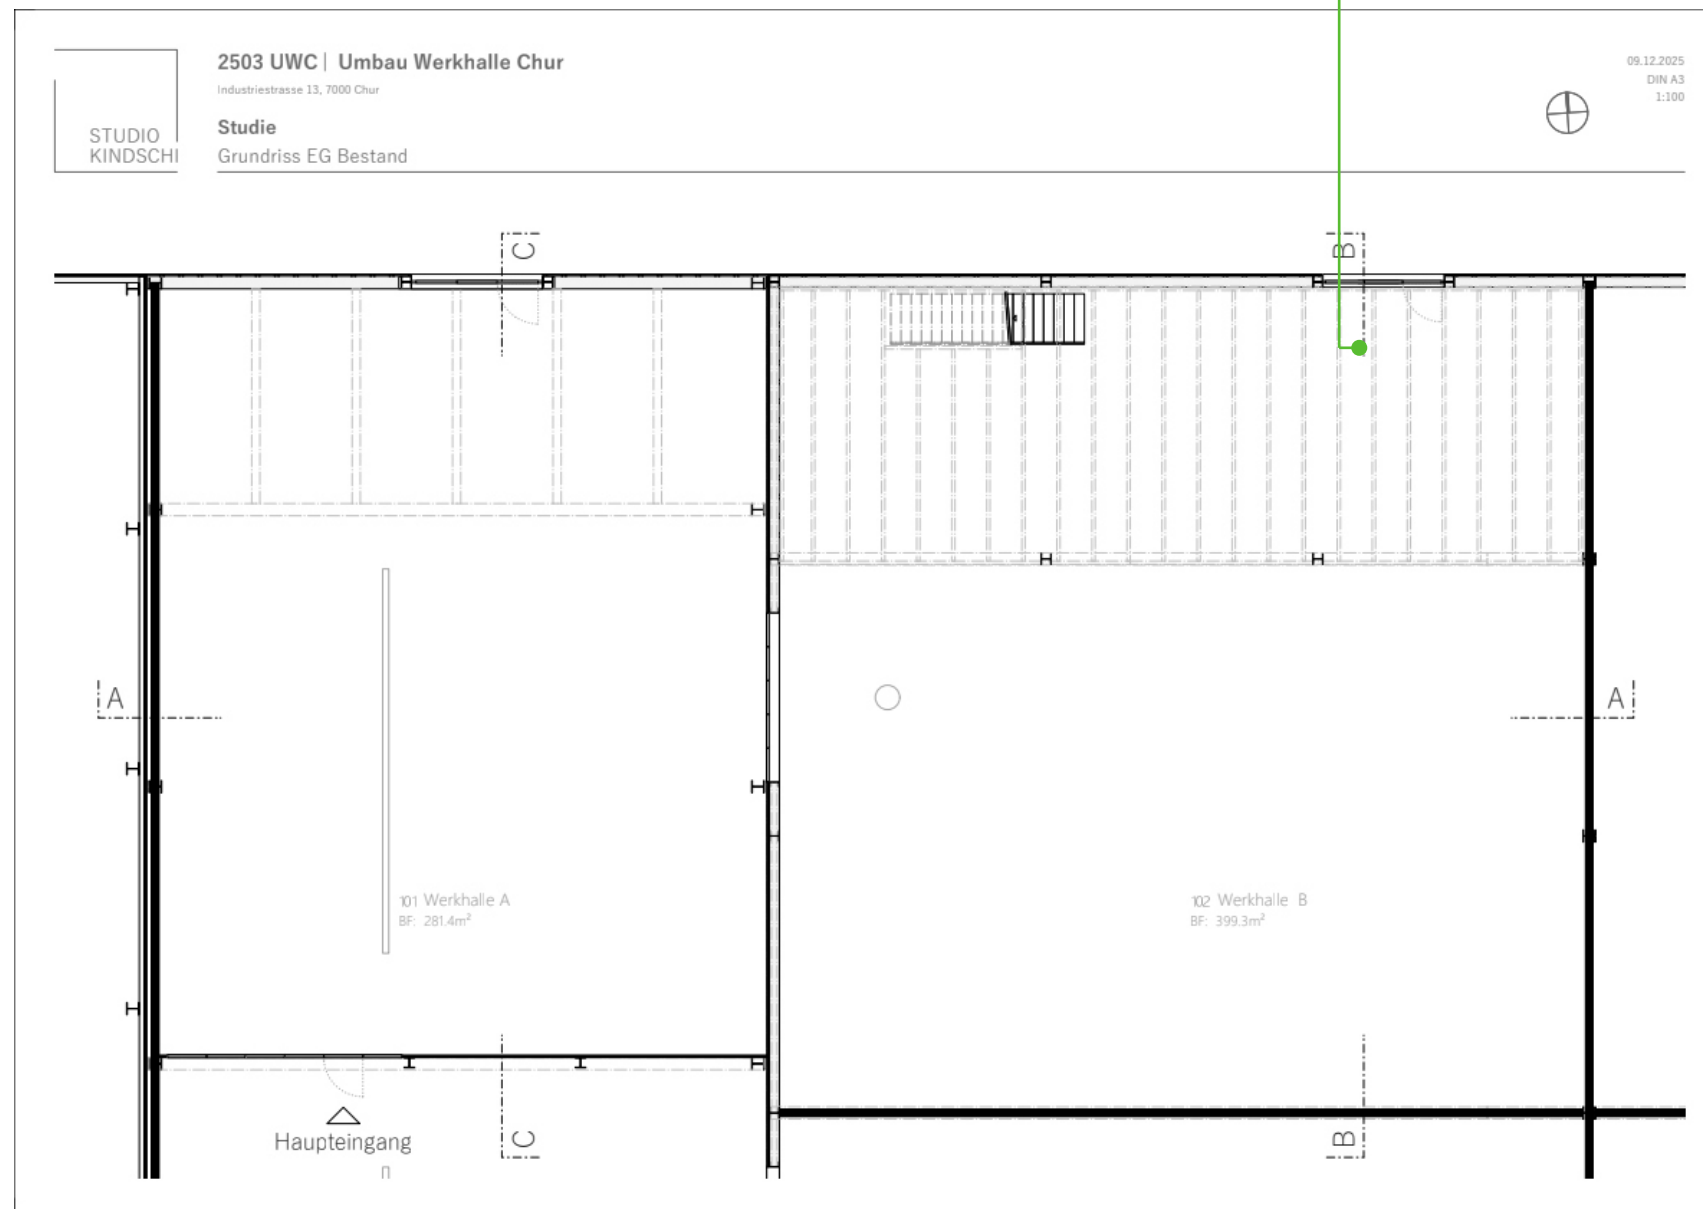 2503 UWC | Umbau Werkhalle Chur
Industriestrasse 13, 7000 Chur
Studie
Grundriss EG Bestand
STUDIO
KINDSCHI
09.12.2025
DIN A3
1:100
C
B
A
A
101 Werkhalle A
BF: 281.4m²
102 Werkhalle B
BF: 399.3m²
Haupteingang
C
B